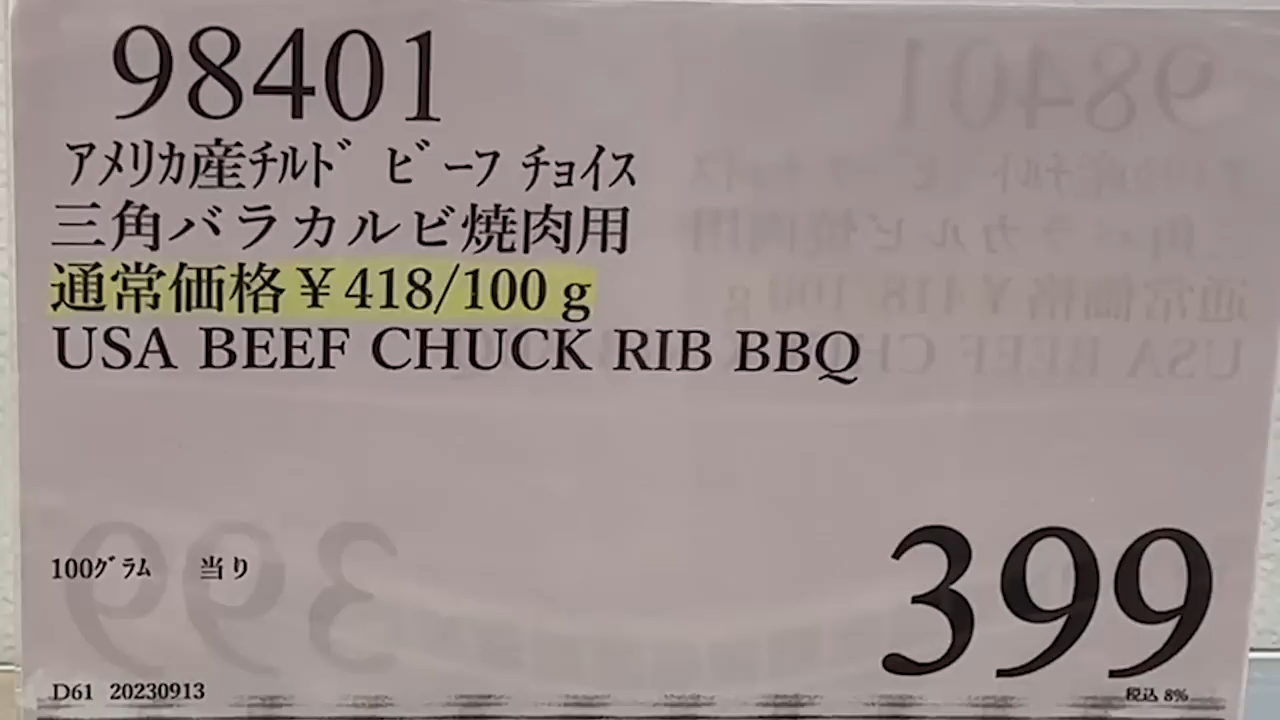 98401
ｱﾒﾘｶ産ﾁﾙﾄﾞ ﾋﾞｰﾌ ﾁｮｲｽ
三角バラカルビ焼肉用
通常価格￥418/100 g
USA BEEF CHUCK RIB BBQ
100ｸﾞﾗﾑ 当り
399
D61 20230913
税込 8%